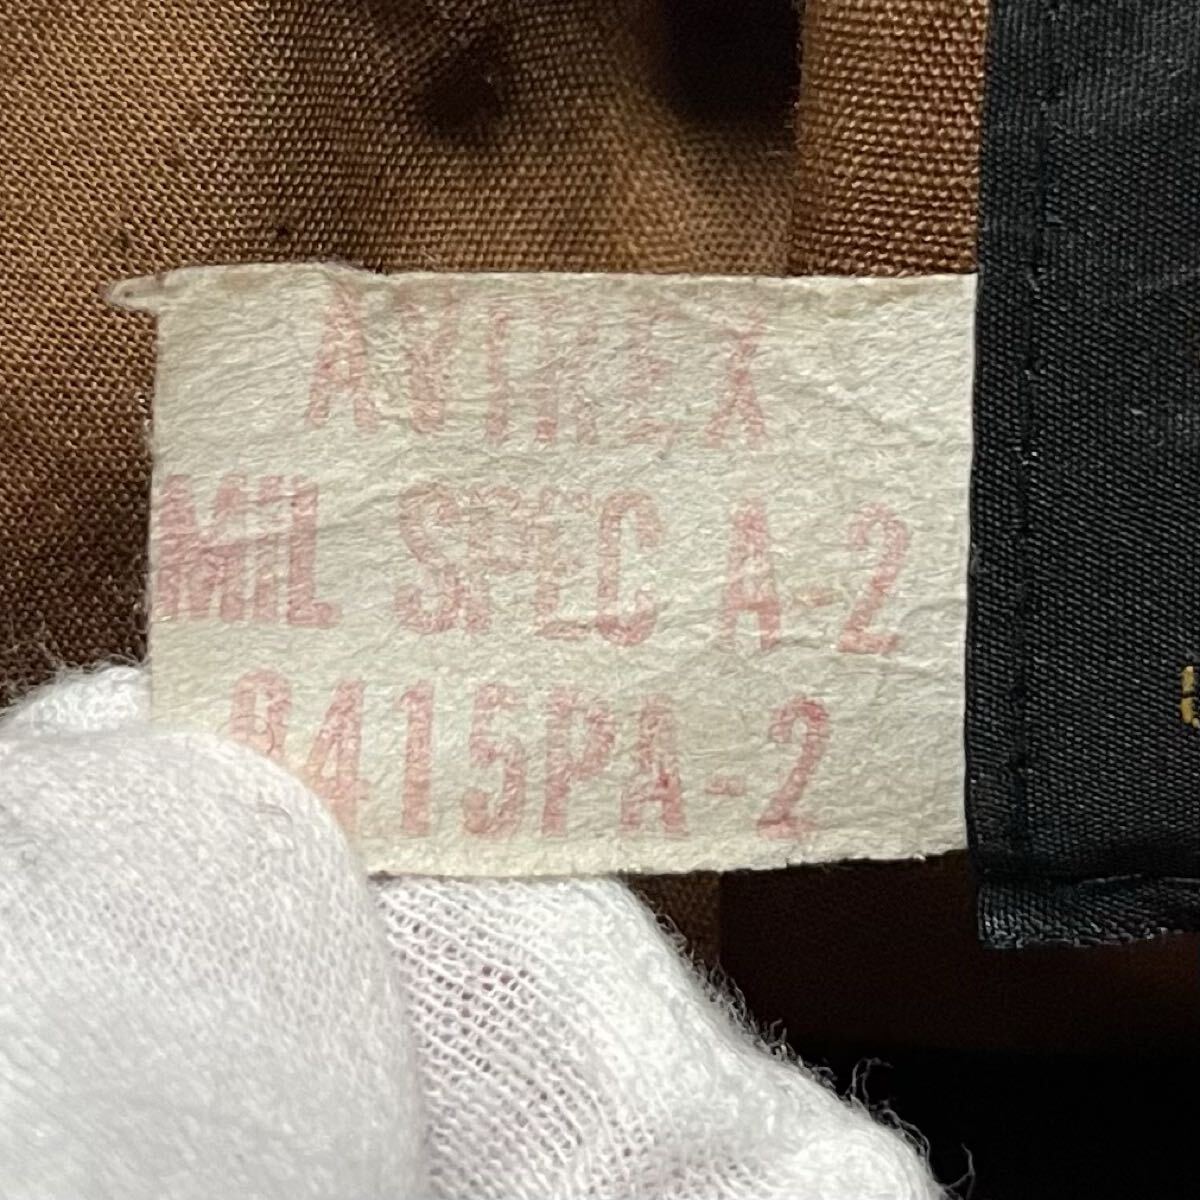 AVIREX
MIL SPEC A-2
8415PA-2